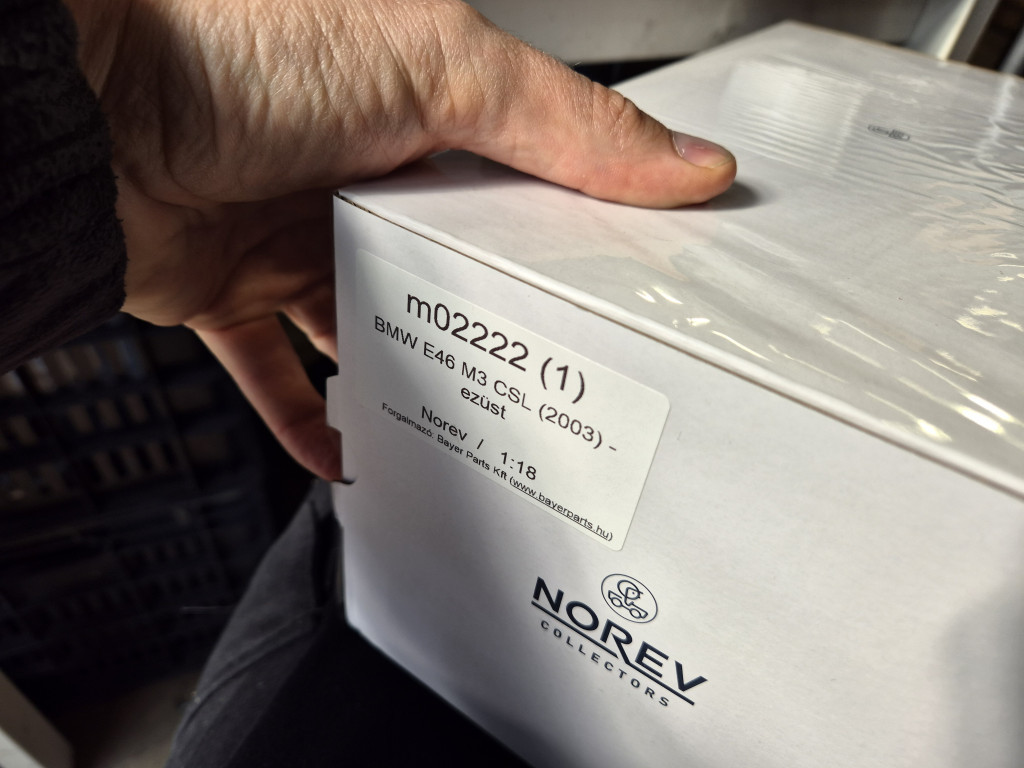 m02222 (1)
BMW E46 M3 CSL (2003) -
ezüst
Norev / 1:18
Forgalmazó: Bayer Parts Kft (www.bayerparts.hu)
NOREV
COLLECTORS